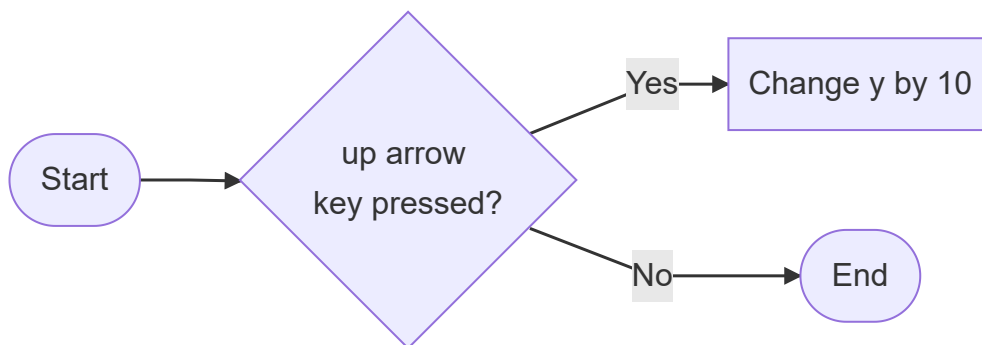 Start
up arrow
key pressed?
Yes
Change y by 10
No
End